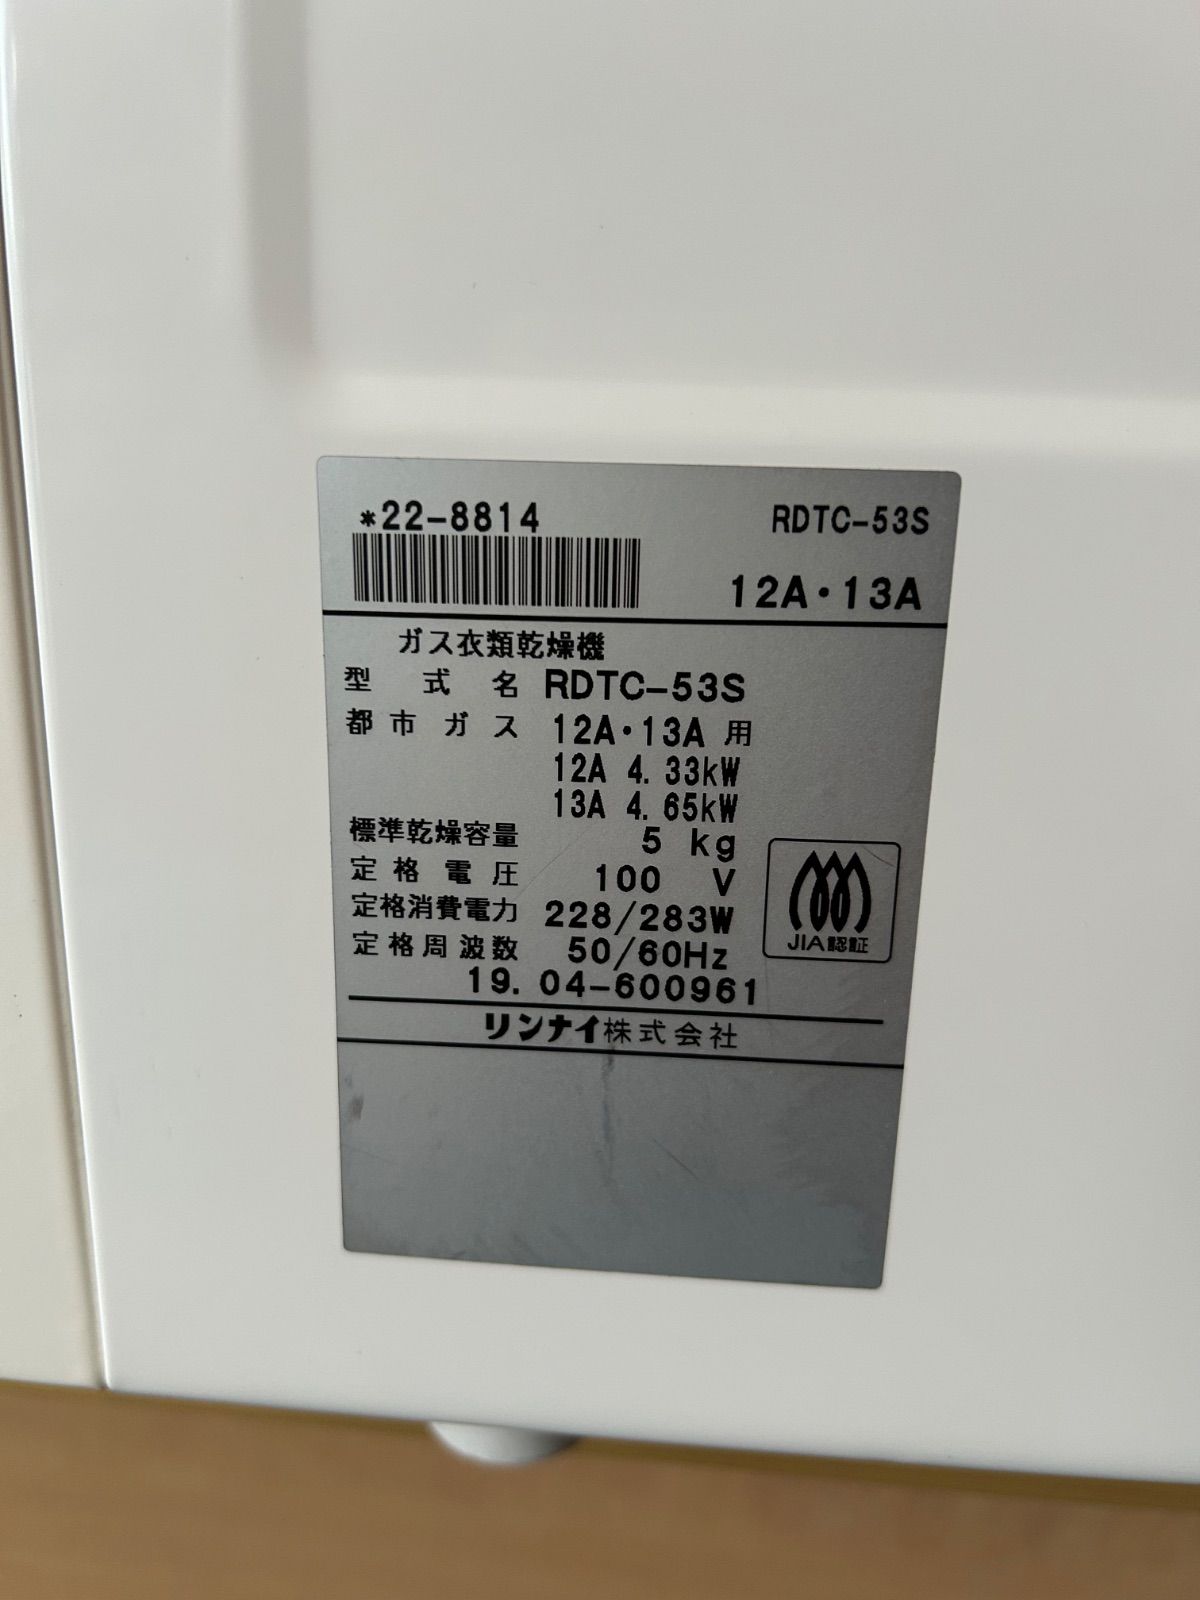 *22-8814
RDTC-53S
12A・13A
ガス衣類乾燥機
型式名 RDTC-53S
都市ガス 12A・13A 用
12A 4.33kW
13A 4.65kW
標準乾燥容量 5 kg
定格電圧 100 V
定格消費電力 228/283W
定格周波数 50/60Hz
JIA認証
19.04-600961
リンナイ株式会社